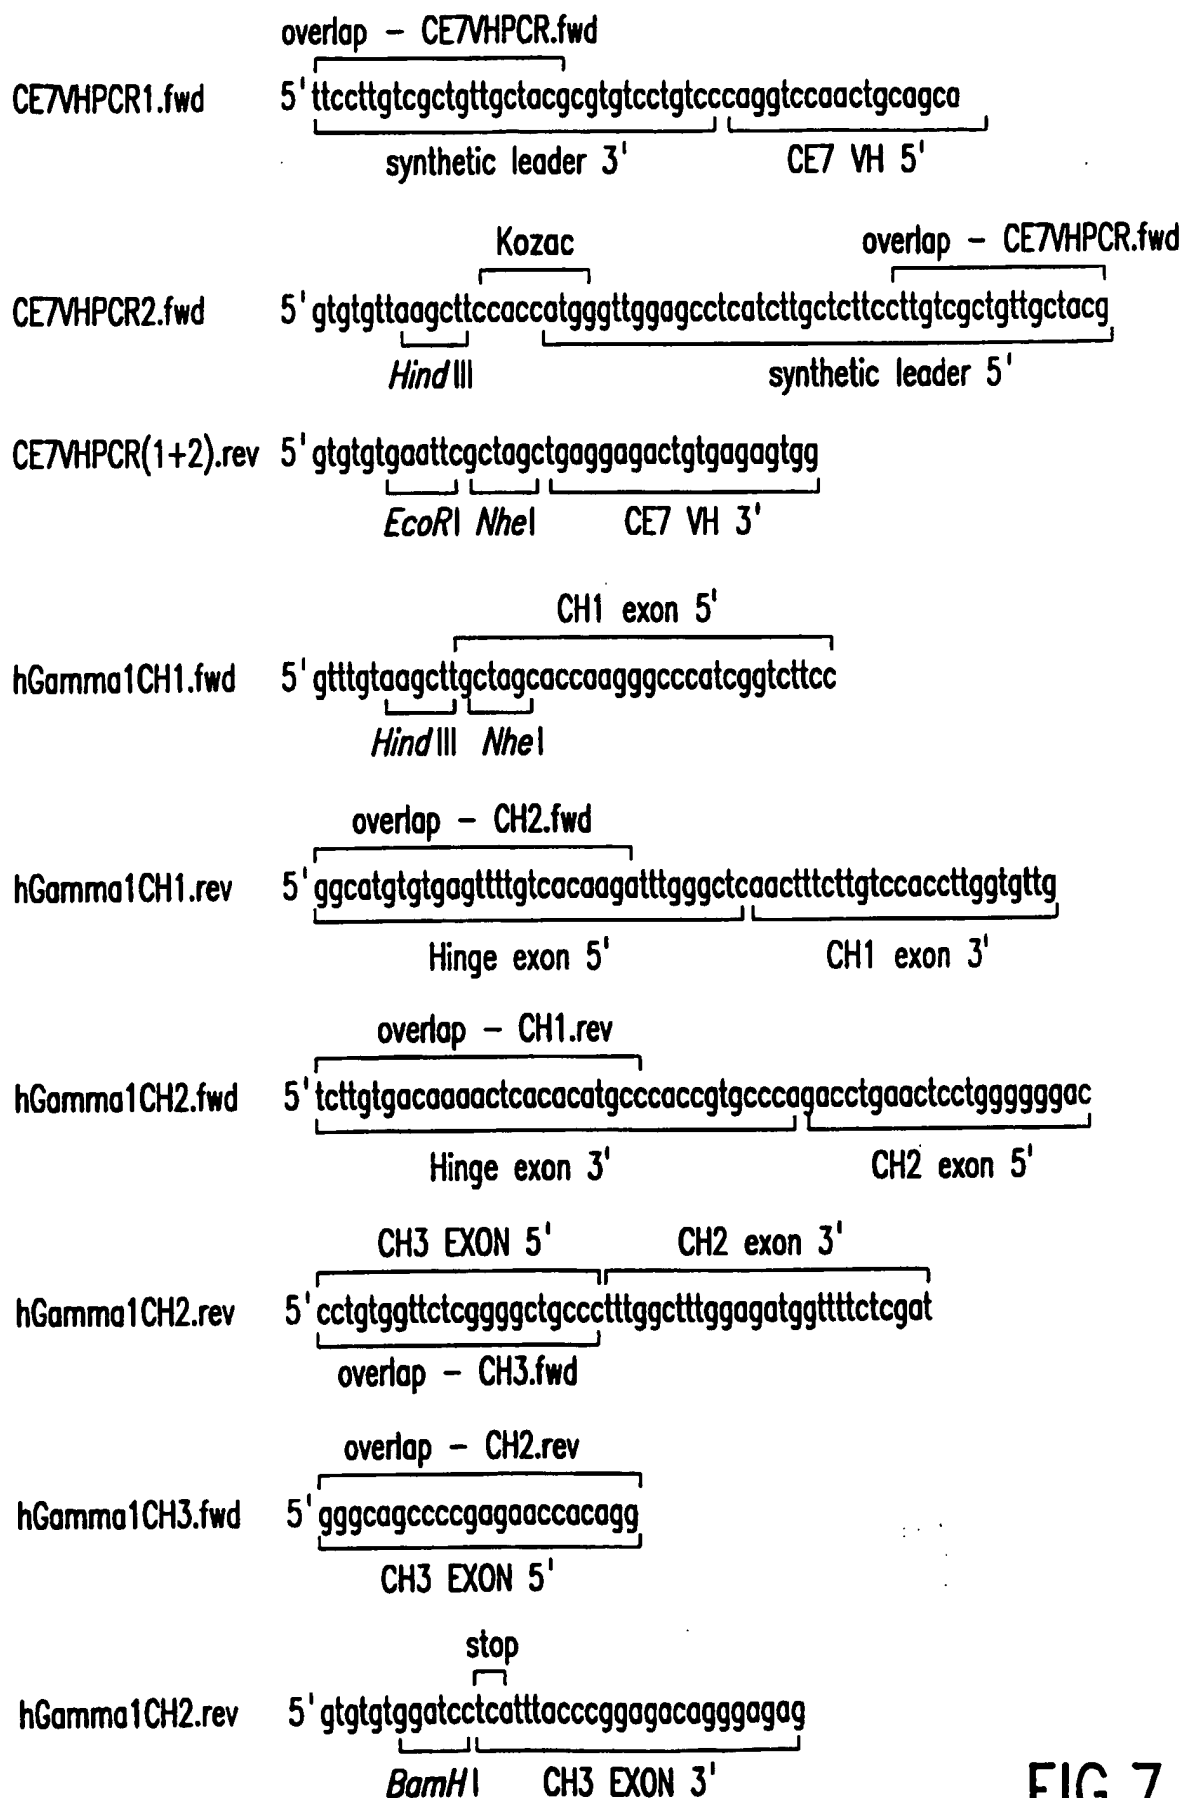 overlap – CE7VHPCR.fwd
CE7VHPCR1.fwd 5'ttccttgtcgctgttgctacgcgtgtcctgtcccaggtccaactgcagca
synthetic leader 3' CE7 VH 5'
Kozac overlap – CE7VHPCR.fwd
CE7VHPCR2.fwd 5'gtgtgttaagcttccaccatgggttggagcctcatcttgctcttccttgtcgctgttgctacg
HindIII synthetic leader 5'
CE7VHPCR(1+2).rev 5'gtgtgtgaattcgctagctgaggagactgtgagagtgg
EcoRI NheI CE7 VH 3'
CH1 exon 5'
hGamma1CH1.fwd 5'gtttgtaagcttgctagcaccaagggcccatcggtcttcc
HindIII NheI
overlap – CH2.fwd
hGamma1CH1.rev 5'ggcatgtgtgagttttgtcacaagatttgggctcaactttcttgtccaccttggtgttg
Hinge exon 5' CH1 exon 3'
overlap – CH1.rev
hGamma1CH2.fwd 5'tcttgtgacaaaactcacacatgcccaccgtgcccagacctgaactcctggggggac
Hinge exon 3' CH2 exon 5'
CH3 EXON 5' CH2 exon 3'
hGamma1CH2.rev 5'cctgtggttctcggggctgccctttggctttggagatggttttctcgat
overlap – CH3.fwd
overlap – CH2.rev
hGamma1CH3.fwd 5'gggcagccccgagaaccacagg
CH3 EXON 5'
stop
hGamma1CH2.rev 5'gtgtgtggatcctcatttacccggagacagggagag
BamHI CH3 EXON 3'
FIG 7